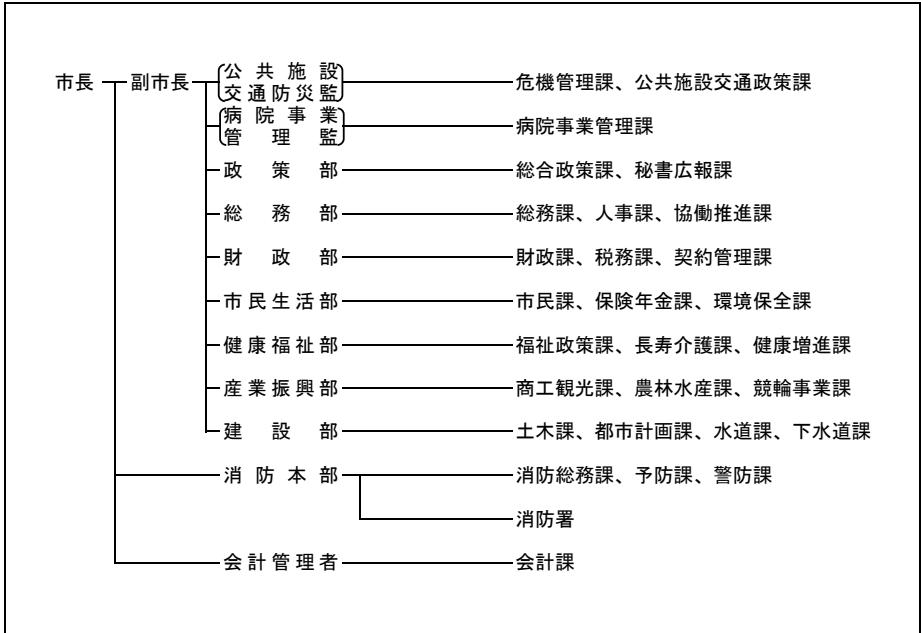 市長 副市長 公共施設交通防災監 危機管理課、公共施設交通政策課
病院事業管理監 病院事業管理課
政策部 総合政策課、秘書広報課
総務部 総務課、人事課、協働推進課
財政部 財政課、税務課、契約管理課
市民生活部 市民課、保険年金課、環境保全課
健康福祉部 福祉政策課、長寿介護課、健康増進課
産業振興部 商工観光課、農林水産課、競輪事業課
建設部 土木課、都市計画課、水道課、下水道課
消防本部 消防総務課、予防課、警防課
消防署
会計管理者 会計課